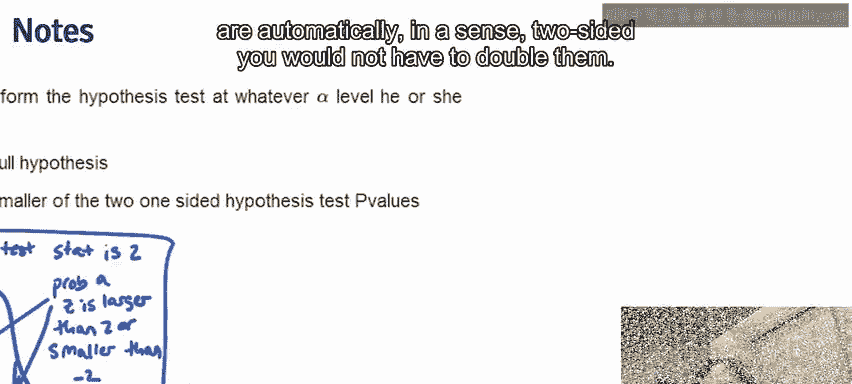 are automatically, in a sense, two-sided
you would not have to double them.
Notes
form the hypothesis test at whatever α level he or she
ull hypothesis
maller of the two one sided hypothesis test Pvalues
test stat is 2
prob a
Z is larger
than 2 or
smaller than
-2